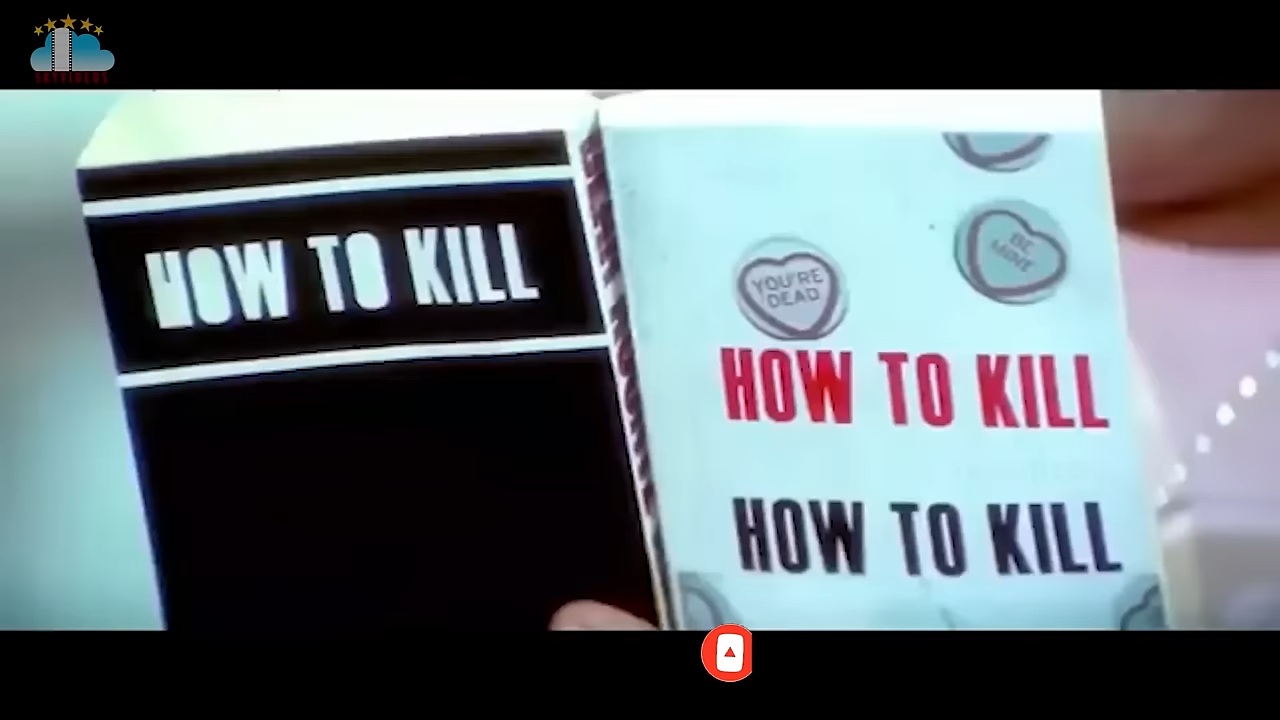 HOW TO KILL
YOU'RE
DEAD
BE
MINE
HOW TO KILL
HOW TO KILL